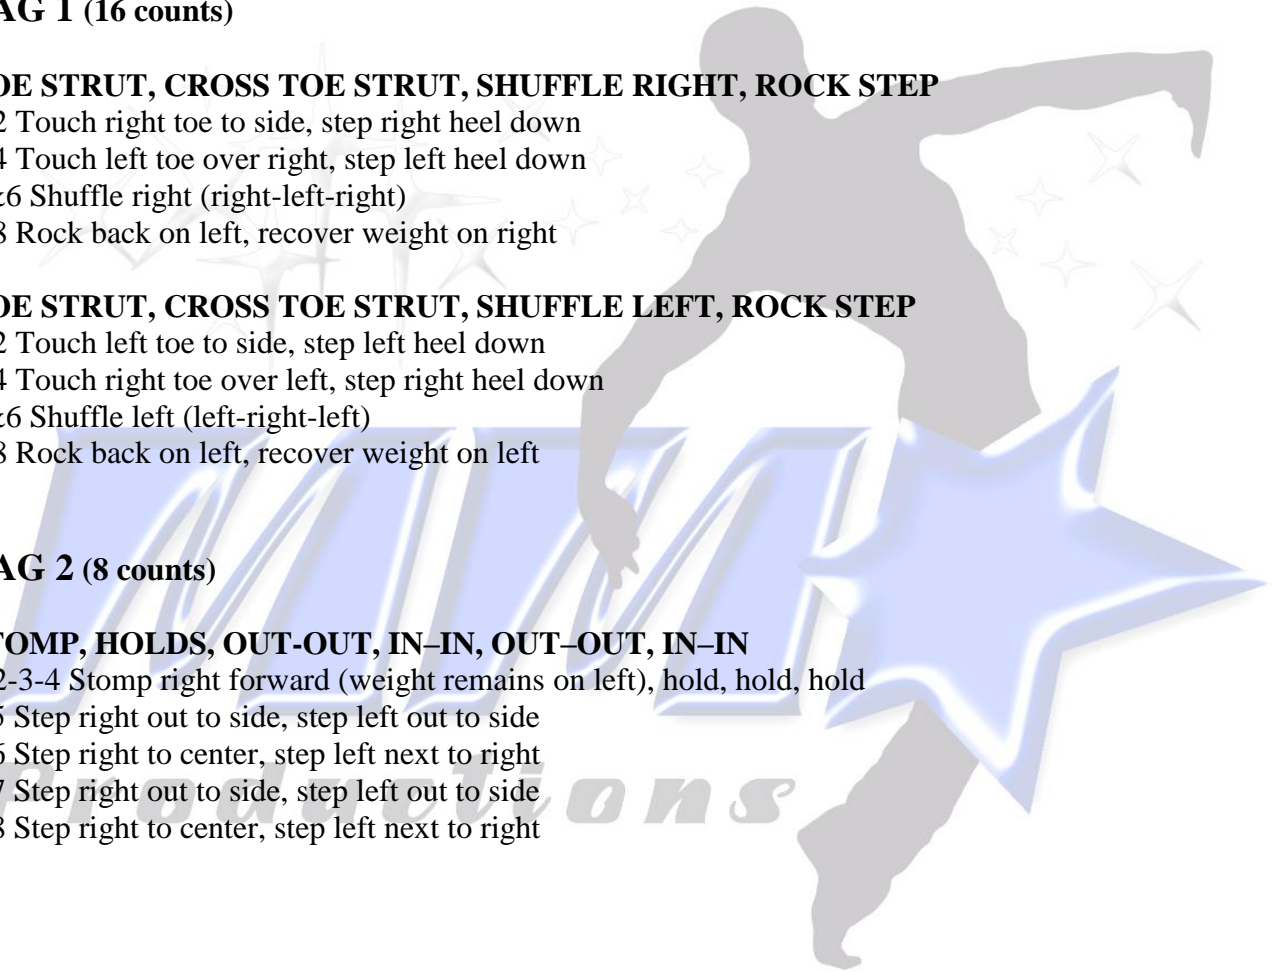 AG 1 (16 counts)
OE STRUT, CROSS TOE STRUT, SHUFFLE RIGHT, ROCK STEP
2 Touch right toe to side, step right heel down
4 Touch left toe over right, step left heel down
&6 Shuffle right (right-left-right)
8 Rock back on left, recover weight on right
OE STRUT, CROSS TOE STRUT, SHUFFLE LEFT, ROCK STEP
2 Touch left toe to side, step left heel down
4 Touch right toe over left, step right heel down
&6 Shuffle left (left-right-left)
8 Rock back on left, recover weight on left
AG 2 (8 counts)
TOMP, HOLDS, OUT-OUT, IN–IN, OUT–OUT, IN–IN
2-3-4 Stomp right forward (weight remains on left), hold, hold, hold
5 Step right out to side, step left out to side
6 Step right to center, step left next to right
7 Step right out to side, step left out to side
8 Step right to center, step left next to right
MM
Productions